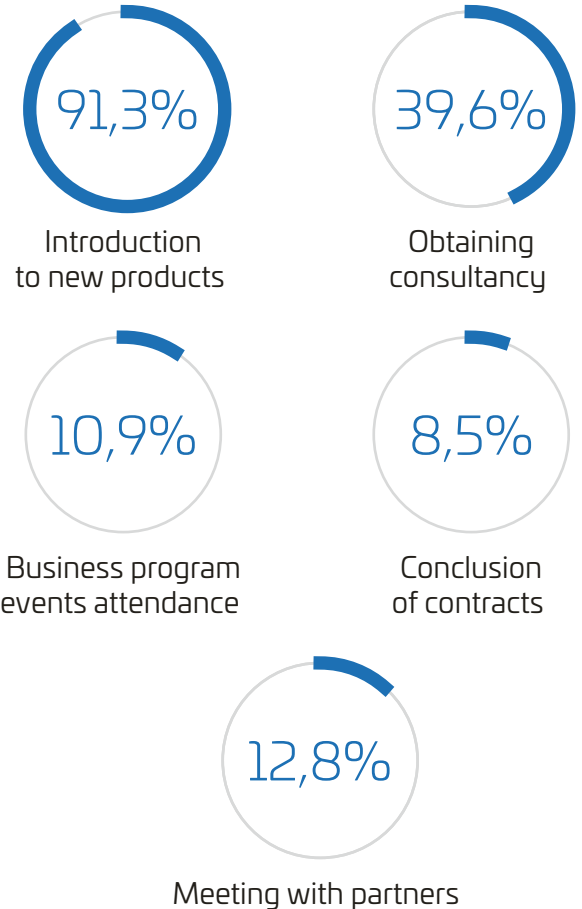 91,3%
Introduction
to new products
39,6%
Obtaining
consultancy
10,9%
Business program
events attendance
8,5%
Conclusion
of contracts
12,8%
Meeting with partners